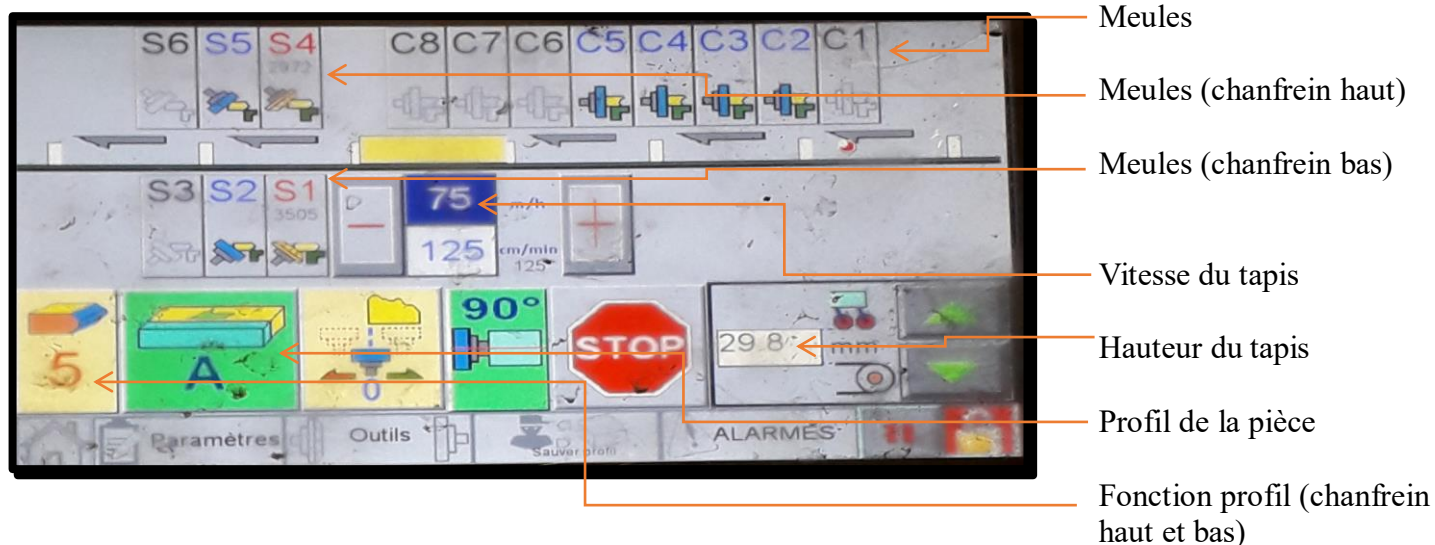 Meules
S6 S5 S4 C8 C7 C6 C5 C4 C3 C2 C1
2972
Meules (chanfrein haut)
Meules (chanfrein bas)
S3 S2 S1
3505
75 m/h
125 cm/min
125
Vitesse du tapis
5
A
0
90°
STOP
29.8 mm
Hauteur du tapis
Profil de la pièce
Paramètres
Outils
Sauver profil
ALARMES
Fonction profil (chanfrein
haut et bas)